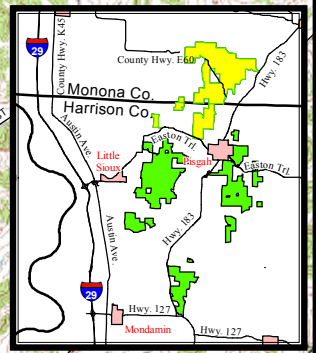 29
County Hwy. K45
County Hwy. E60
Hwy. 183
Monona Co.
Harrison Co.
Austin Ave.
Easton Trl.
Little
Sioux
Pisgah
Easton Trl.
Hwy. 183
Austin Ave.
29
Hwy. 127
Mondamin
Hwy. 127